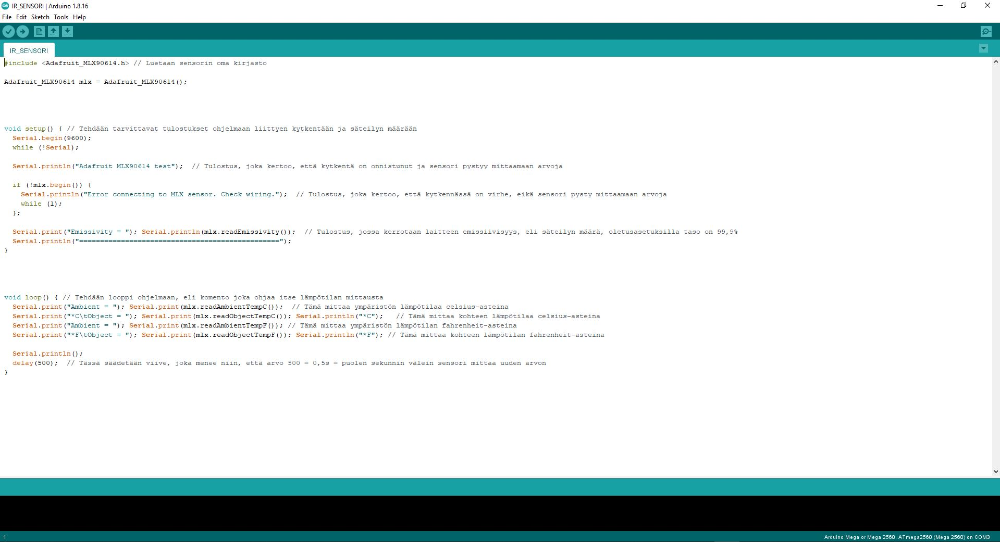 IR_SENSORI | Arduino 1.8.16
File Edit Sketch Tools Help
IR_SENSORI
#include <Adafruit_MLX90614.h> // Luetaan sensorin oma kirjasto
Adafruit_MLX90614 mlx = Adafruit_MLX90614();
void setup() { // Tehdään tarvittavat tulostukset ohjelmaan liittyen kytkentään ja säteilyn määrään
Serial.begin(9600);
while (!Serial);
Serial.println("Adafruit MLX90614 test");  // Tulostus, joka kertoo, että kytkentä on onnistunut ja sensori pystyy mittaamaan arvoja
if (!mlx.begin()) {
Serial.println("Error connecting to MLX sensor. Check wiring.");  // Tulostus, joka kertoo, että kytkennässä on virhe, eikä sensori pysty mittaamaan arvoja
while (1);
};
Serial.print("Emissivity = "); Serial.println(mlx.readEmissivity());  // Tulostus, jossa kerrotaan laitteen emissiivisyys, eli säteilyn määrä, oletusasetuksilla taso on 99,9%
Serial.println("================================================");
}
void loop() { // Tehdään looppi ohjelmaan, eli komento joka ohjaa itse lämpötilan mittausta
Serial.print("Ambient = "); Serial.print(mlx.readAmbientTempC());  // Tämä mittaa ympäristön lämpötilaa celsius-asteina
Serial.print("*C\tObject = "); Serial.print(mlx.readObjectTempC()); Serial.println("*C");   // Tämä mittaa kohteen lämpötilaa celsius-asteina
Serial.print("Ambient = "); Serial.print(mlx.readAmbientTempF()); // Tämä mittaa ympäristön lämpötilan fahrenheit-asteina
Serial.print("*F\tObject = "); Serial.print(mlx.readObjectTempF()); Serial.println("*F"); // Tämä mittaa kohteen lämpötilan fahrenheit-asteina
Serial.println();
delay(500);  // Tässä säädetään viive, joka menee niin, että arvo 500 = 0,5s = puolen sekunnin välein sensori mittaa uuden arvon
}
1
Arduino Mega or Mega 2560, ATmega2560 (Mega 2560) on COM3